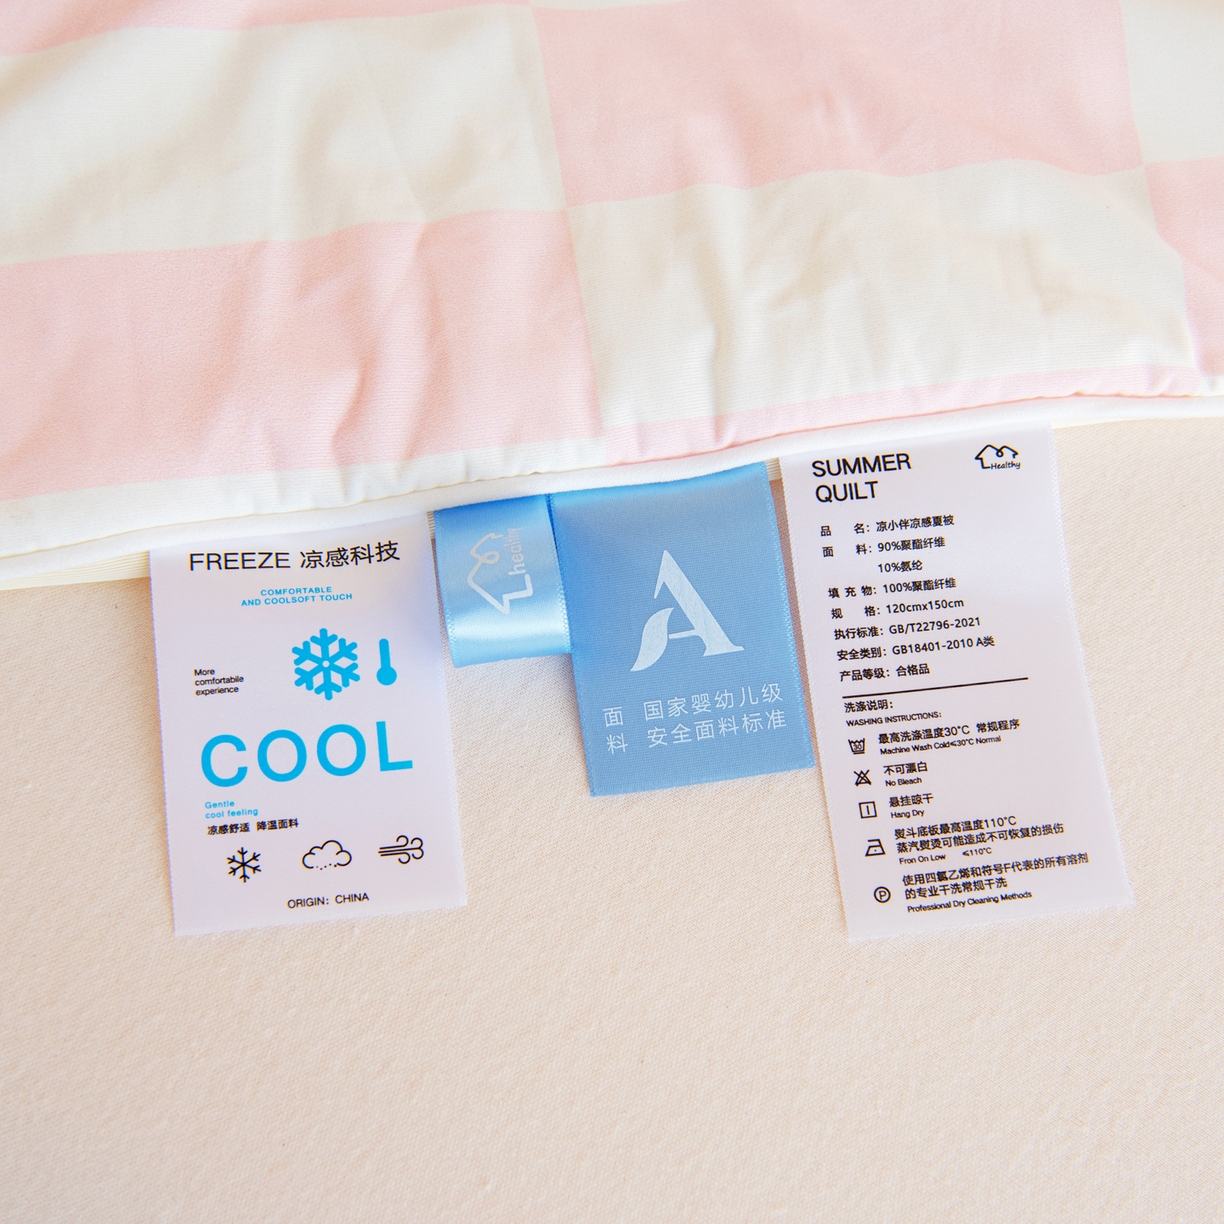 FREEZE 凉感科技
COMFORTABLE
AND COOLSOFT TOUCH
More
comfortabile
experience
COOL
Gentle
cool feeling
凉感舒适 降温面料
ORIGIN: CHINA
healthy
A
面料
国家婴幼儿级
安全面料标准
SUMMER
QUILT
Healthy
品 名：凉小伴凉感夏被
面 料：90%聚酯纤维
10%氨纶
填 充 物：100%聚酯纤维
规 格：120cmx150cm
执行标准：GB/T22796-2021
安全类别：GB18401-2010 A类
产品等级：合格品
洗涤说明：
WASHING INSTRUCTIONS:
30
最高洗涤温度30°C 常规程序
Machine Wash Cold≤30°C Normal
不可漂白
No Bleach
悬挂晾干
Hang Dry
熨斗底板最高温度110°C
蒸汽熨烫可能造成不可恢复的损伤
Fron On Low ≤110°C
P
使用四氯乙烯和符号F代表的所有溶剂
的专业干洗常规干洗
Professional Dry Cleaning Methods